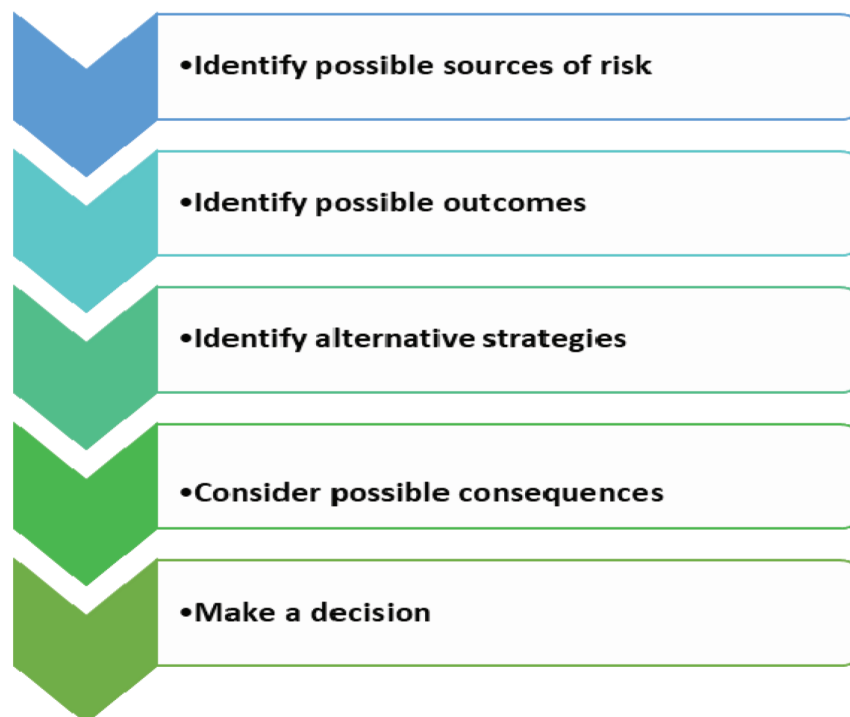 •Identify possible sources of risk
•Identify possible outcomes
•Identify alternative strategies
•Consider possible consequences
•Make a decision